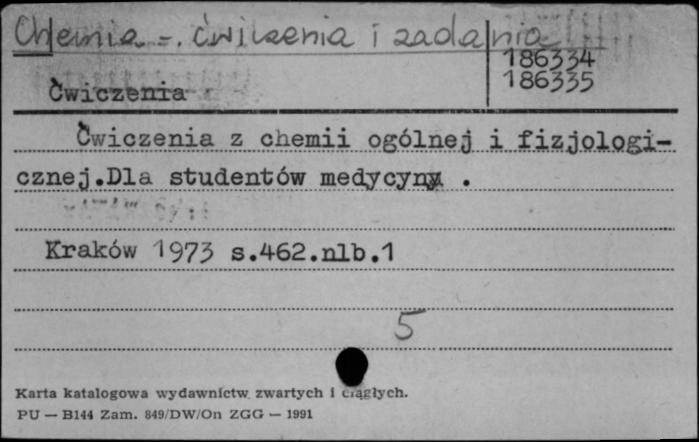 Chemia - ćwiczenia i zadania
186334
186335
Ćwiczenia
Ćwiczenia z chemii ogólnej i fizjologi-
cznej.Dla studentów medycyny .
Kraków 1973 s.462.nlb.1
5
Karta katalogowa wydawnictw zwartych i ciągłych.
PU — B144 Zam. 849/DW/On ZGG — 1991